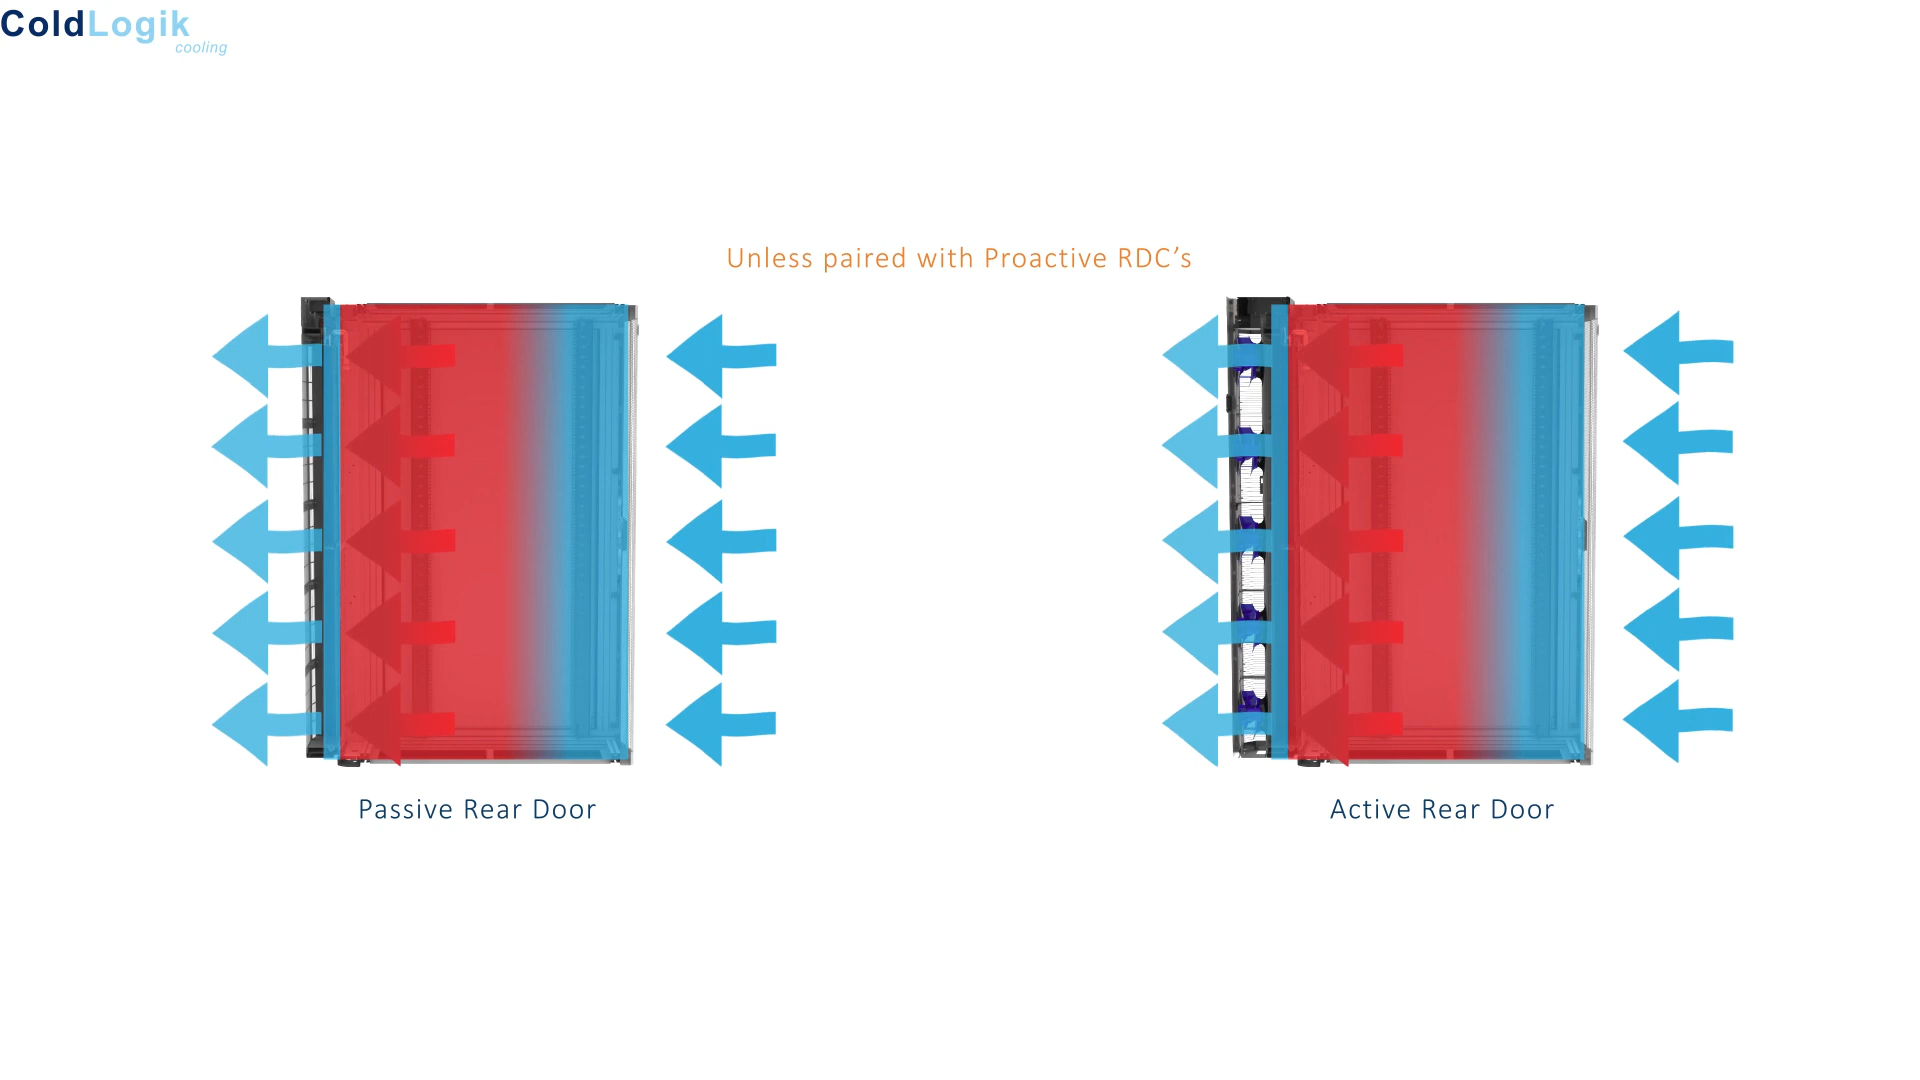 ColdLogik
cooling
Unless paired with Proactive RDC’s
Passive Rear Door
Active Rear Door